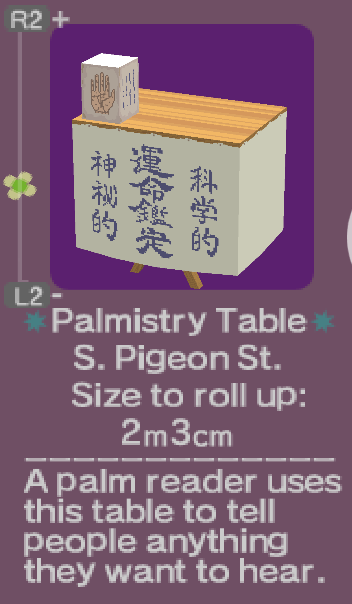 R2 +
神秘的
運命鑑定
科学的
L2 -
Palmistry Table
S. Pigeon St.
Size to roll up:
2m3cm
A palm reader uses
this table to tell
people anything
they want to hear.